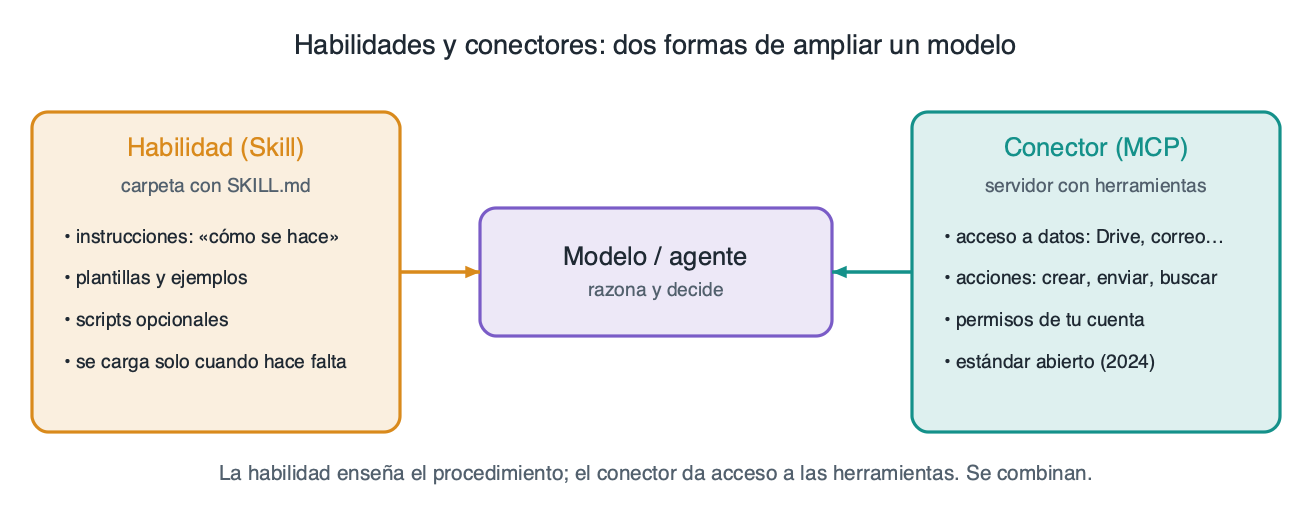 Habilidades y conectores: dos formas de ampliar un modelo
Habilidad (Skill)
carpeta con SKILL.md
• instrucciones: «cómo se hace»
• plantillas y ejemplos
• scripts opcionales
• se carga solo cuando hace falta
Modelo / agente
razona y decide
Conector (MCP)
servidor con herramientas
• acceso a datos: Drive, correo…
• acciones: crear, enviar, buscar
• permisos de tu cuenta
• estándar abierto (2024)
La habilidad enseña el procedimiento; el conector da acceso a las herramientas. Se combinan.